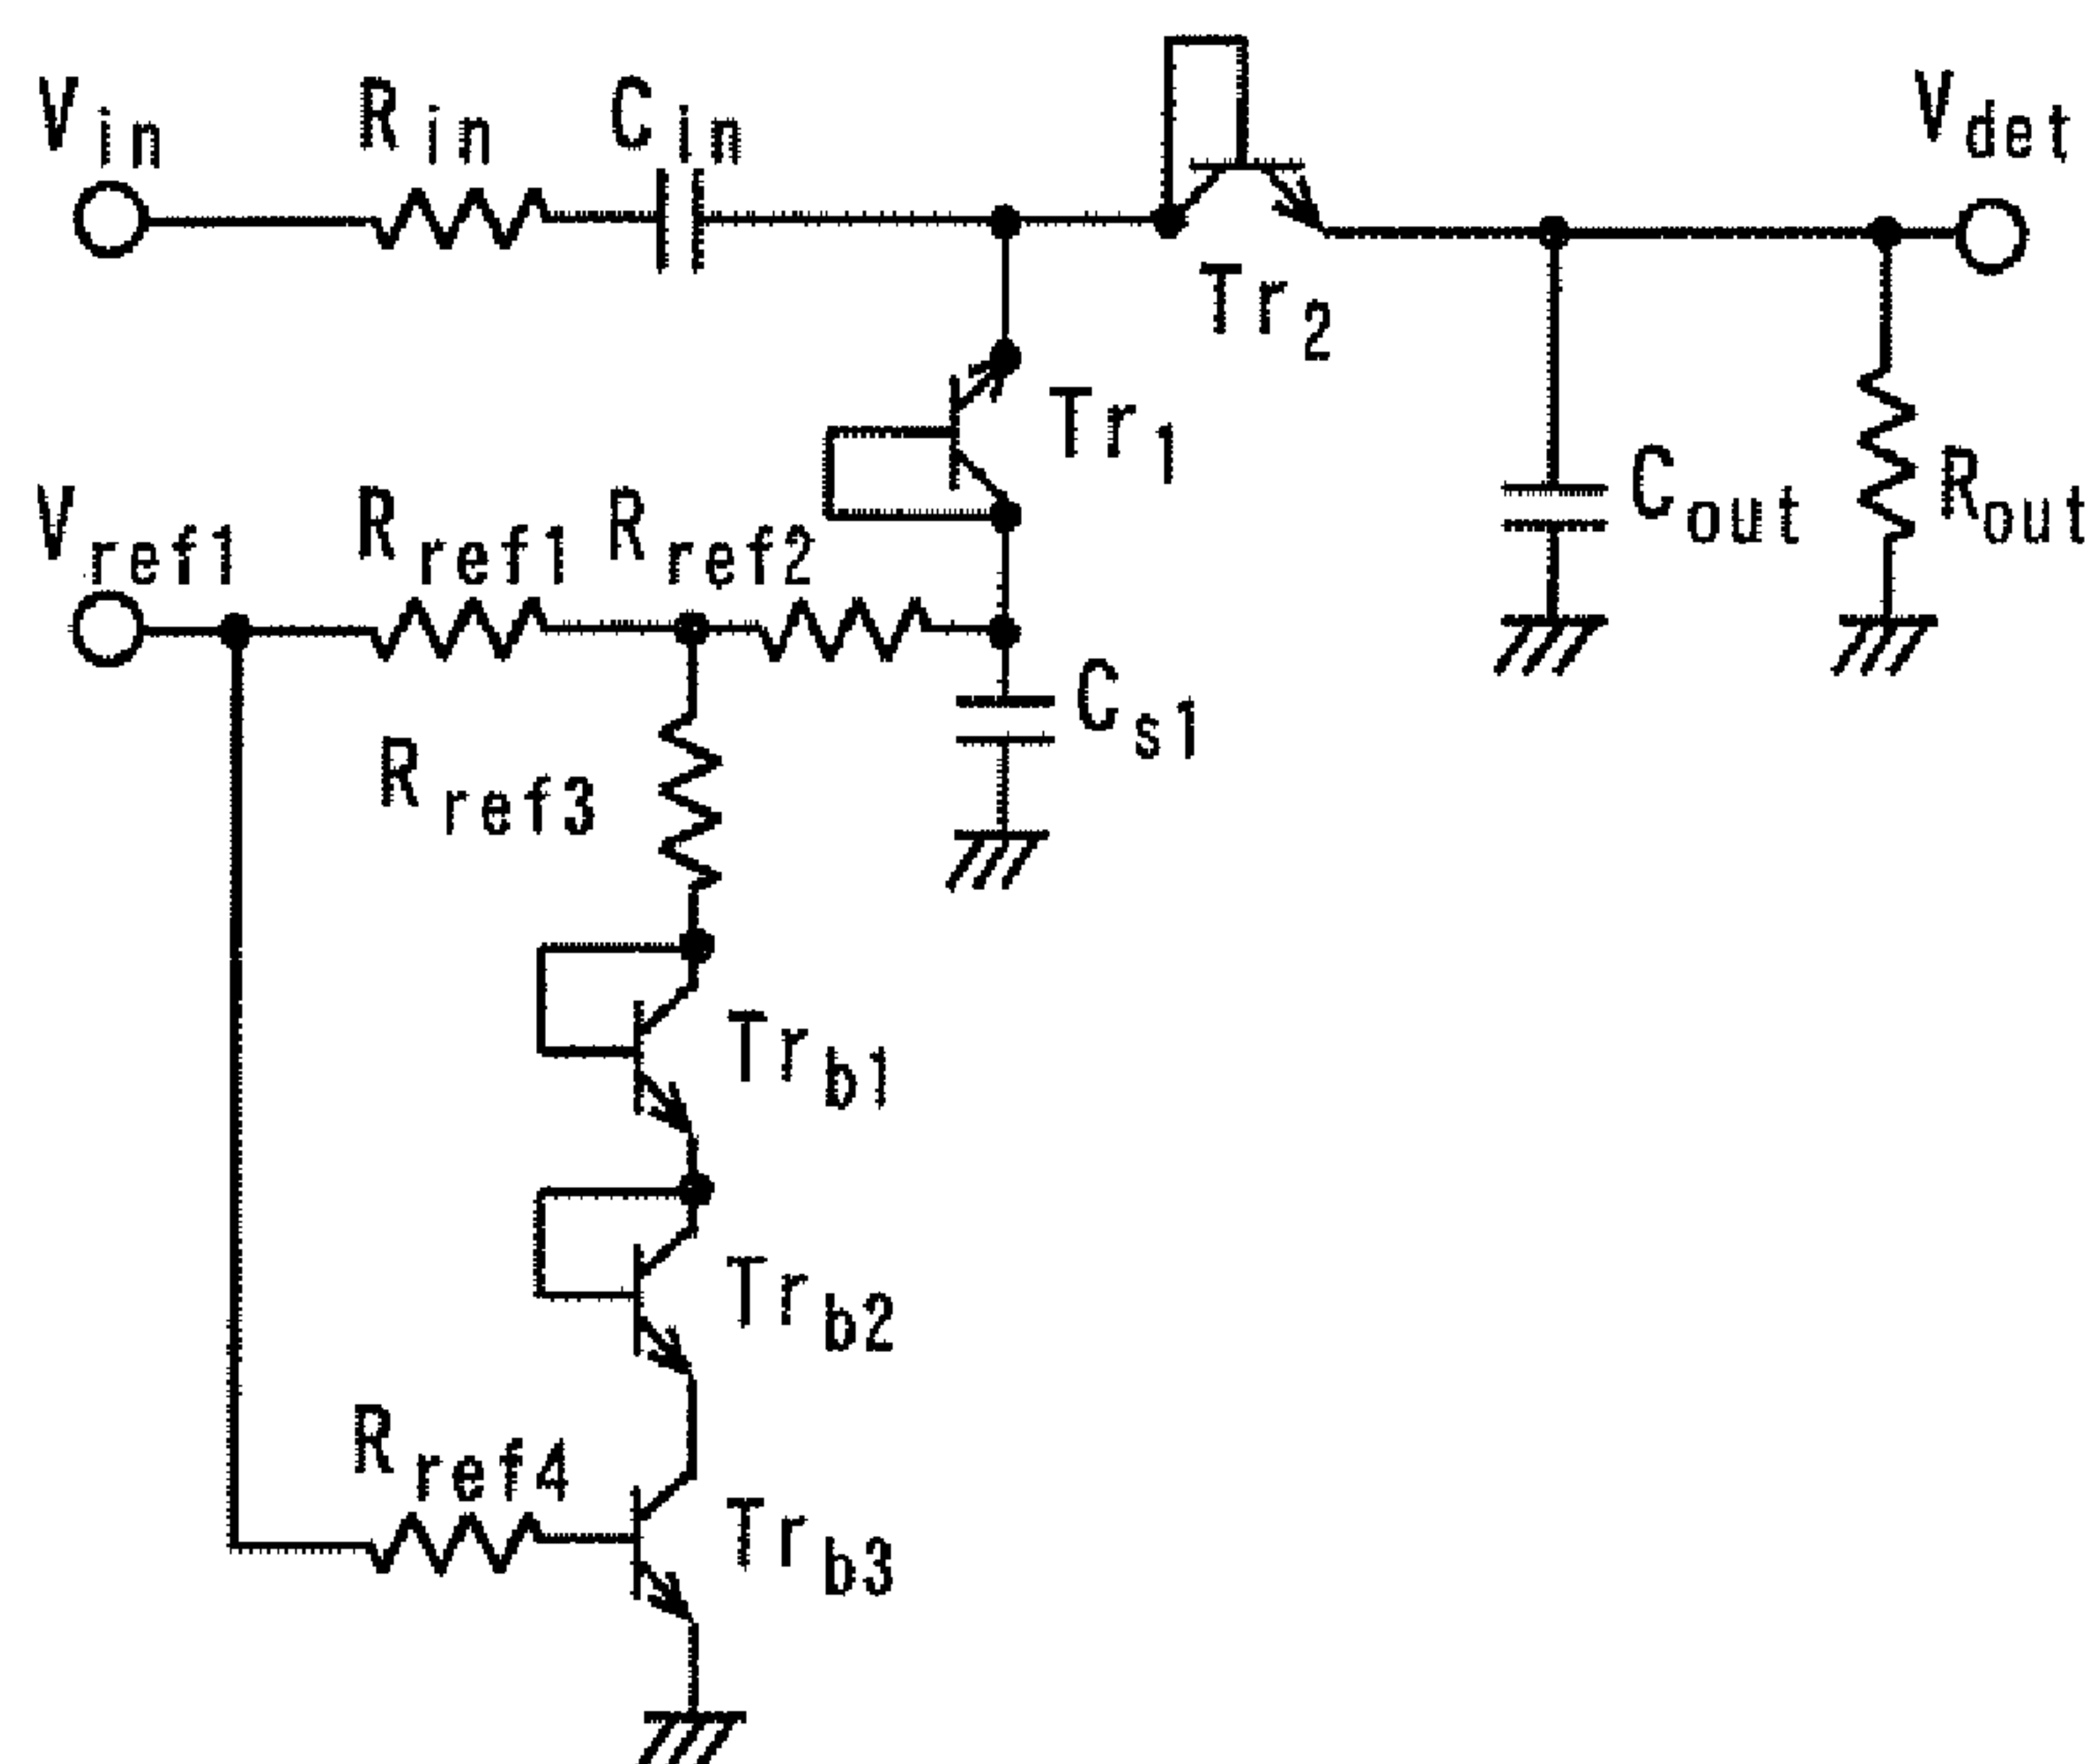 Vin Rin Cin Vdet
Tr2
Tr1
Vref1 Rref1 Rref2 Cout Rout
Cs1
Rref3
Trb1
Trb2
Rref4
Trb3